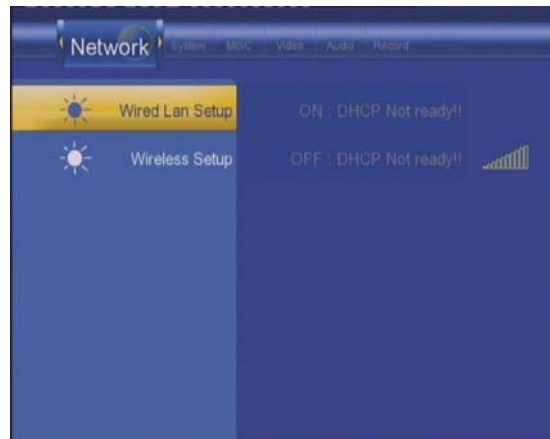 Network System MISC Video Audio Record
Wired Lan Setup ON : DHCP Not ready!!
Wireless Setup OFF : DHCP Not ready!!